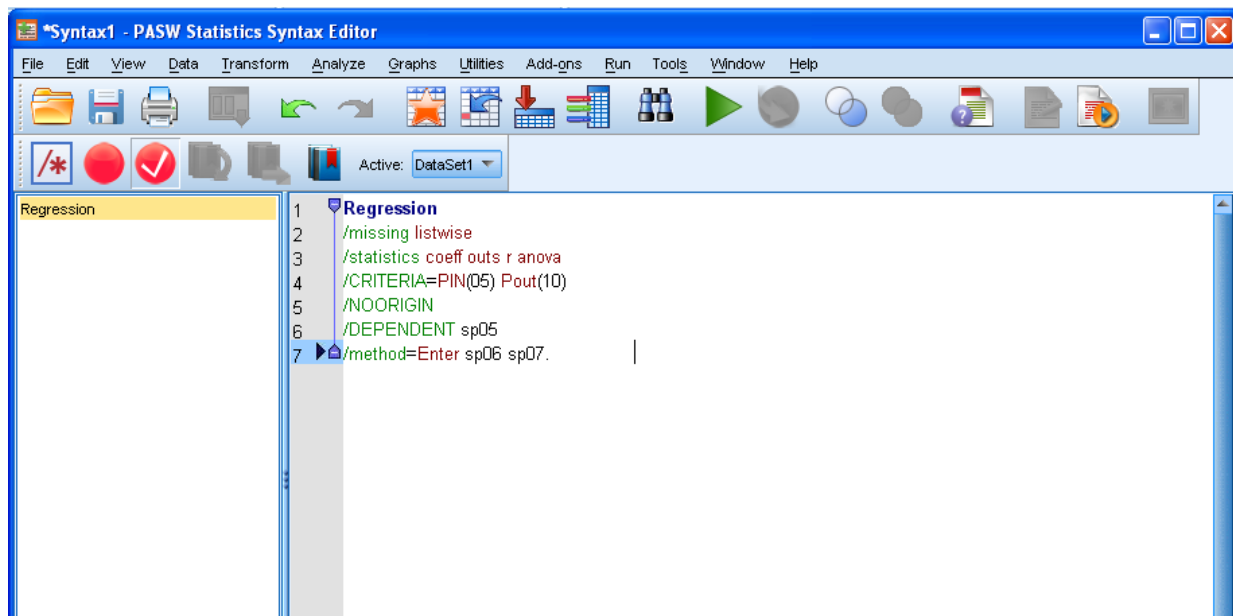 *Syntax1 - PASW Statistics Syntax Editor
File Edit View Data Transform Analyze Graphs Utilities Add-ons Run Tools Window Help
/*
Active: DataSet1
Regression
1 Regression
2 /missing listwise
3 /statistics coeff outs r anova
4 /CRITERIA=PIN(05) Pout(10)
5 /NOORIGIN
6 /DEPENDENT sp05
7 /method=Enter sp06 sp07.